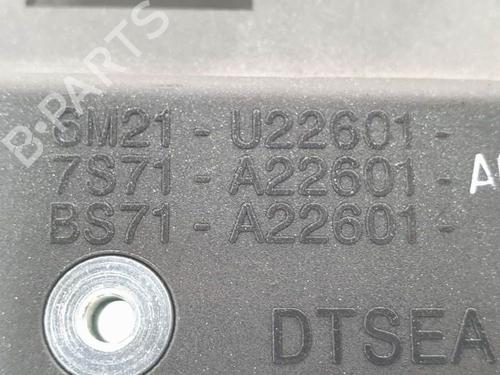 B-PARTS
6M21 - U22601 -
7S71 - A22601 -
BS71 - A22601 -
DTSEA